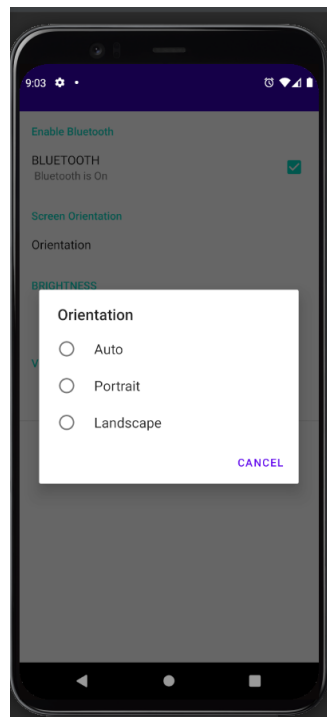 9:03
Enable Bluetooth
BLUETOOTH
Bluetooth is On
Screen Orientation
Orientation
BRIGHTNESS
V
Orientation
Auto
Portrait
Landscape
CANCEL